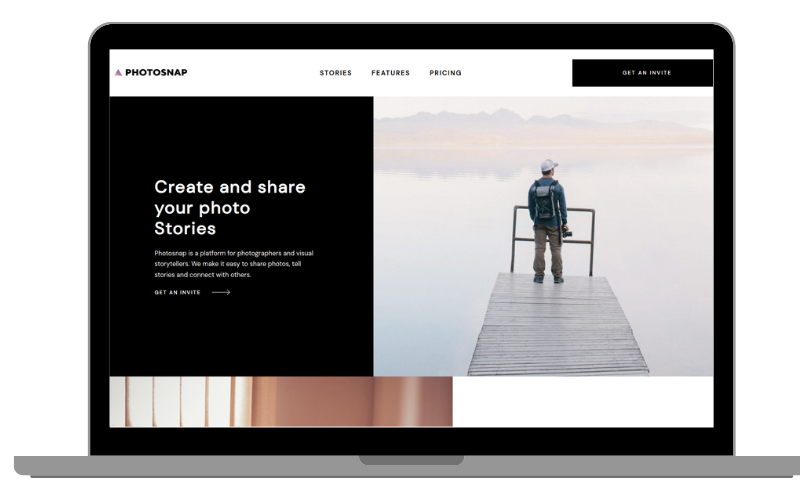 PHOTOSNAP
STORIES FEATURES PRICING
GET AN INVITE
Create and share
your photo
Stories
Photosnap is a platform for photographers and visual
storytellers. We make it easy to share photos, tell
stories and connect with others.
GET AN INVITE